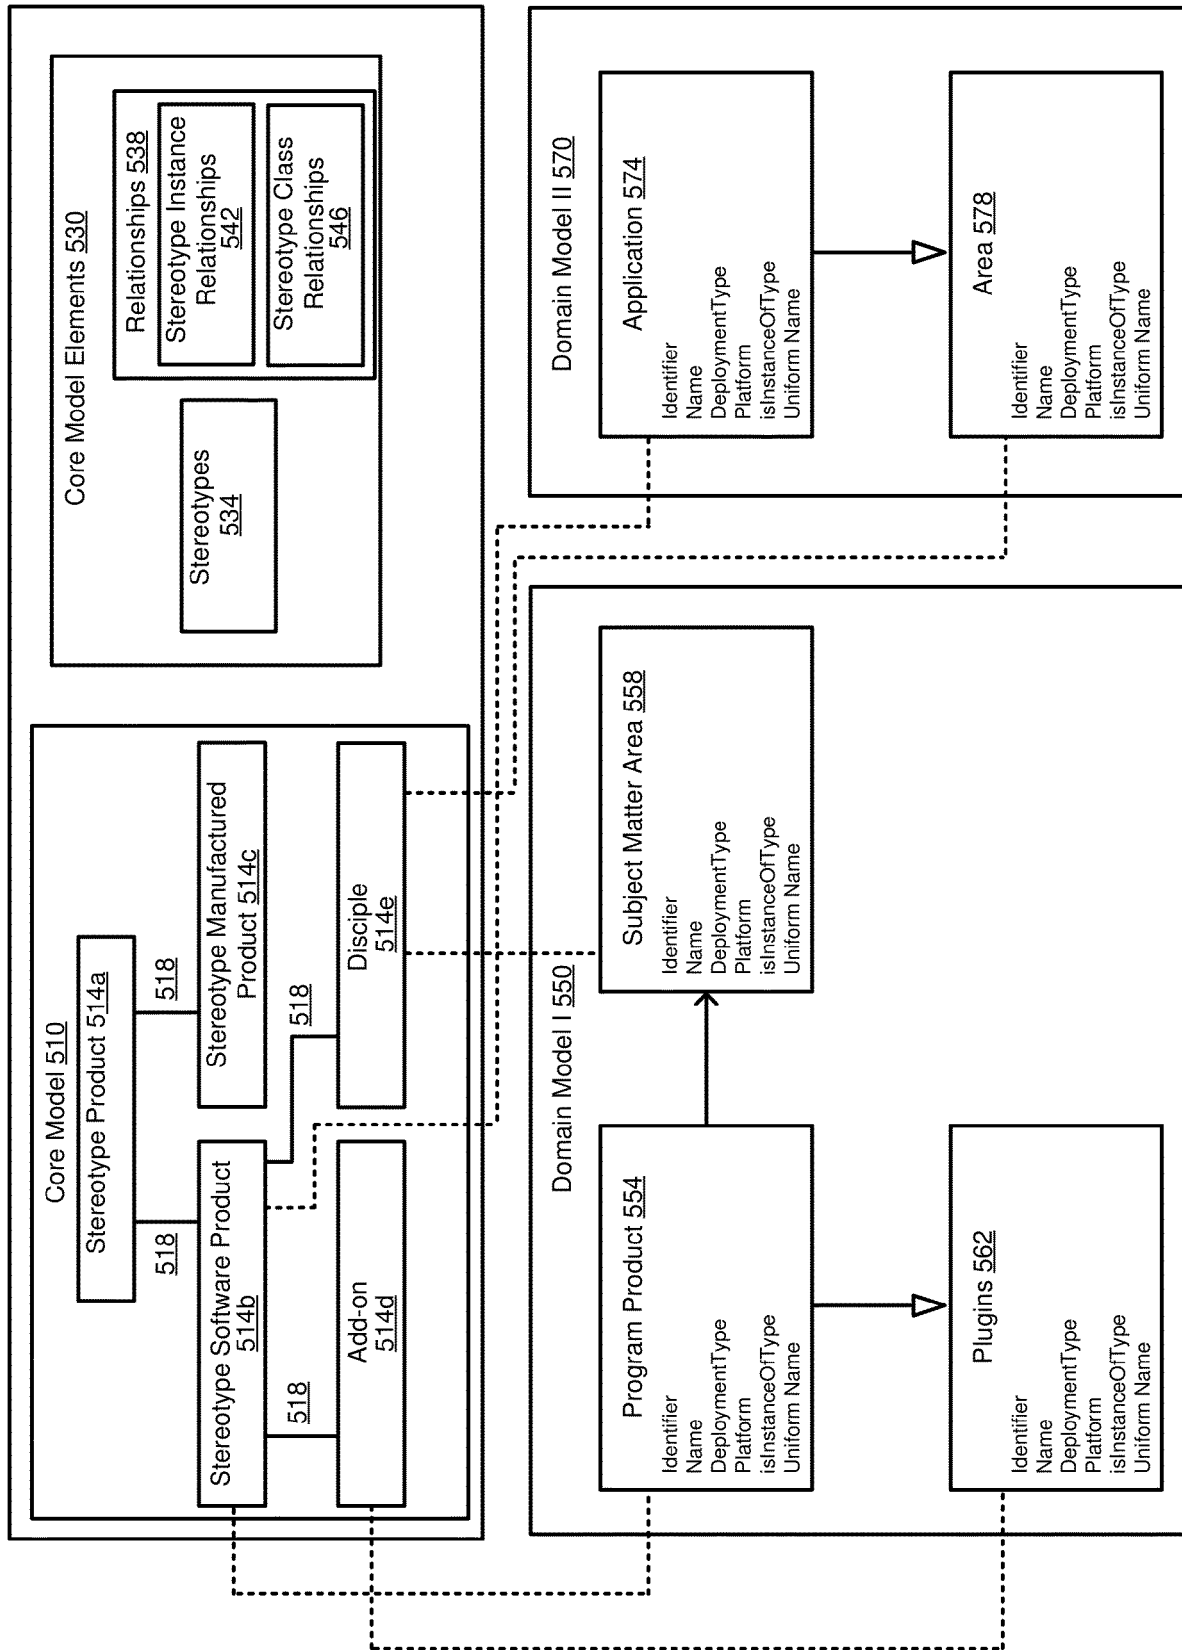 Core Model 510
Stereotype Product 514a
518
518
Stereotype Software Product
514b
Stereotype Manufactured
Product 514c
518
518
Add-on
514d
Disciple
514e
Core Model Elements 530
Stereotypes
534
Relationships 538
Stereotype Instance
Relationships
542
Stereotype Class
Relationships
546
Domain Model I 550
Program Product 554
Identifier
Name
DeploymentType
Platform
isInstanceOfType
Uniform Name
Subject Matter Area 558
Identifier
Name
DeploymentType
Platform
isInstanceOfType
Uniform Name
Plugins 562
Identifier
Name
DeploymentType
Platform
isInstanceOfType
Uniform Name
Domain Model II 570
Application 574
Identifier
Name
DeploymentType
Platform
isInstanceOfType
Uniform Name
Area 578
Identifier
Name
DeploymentType
Platform
isInstanceOfType
Uniform Name